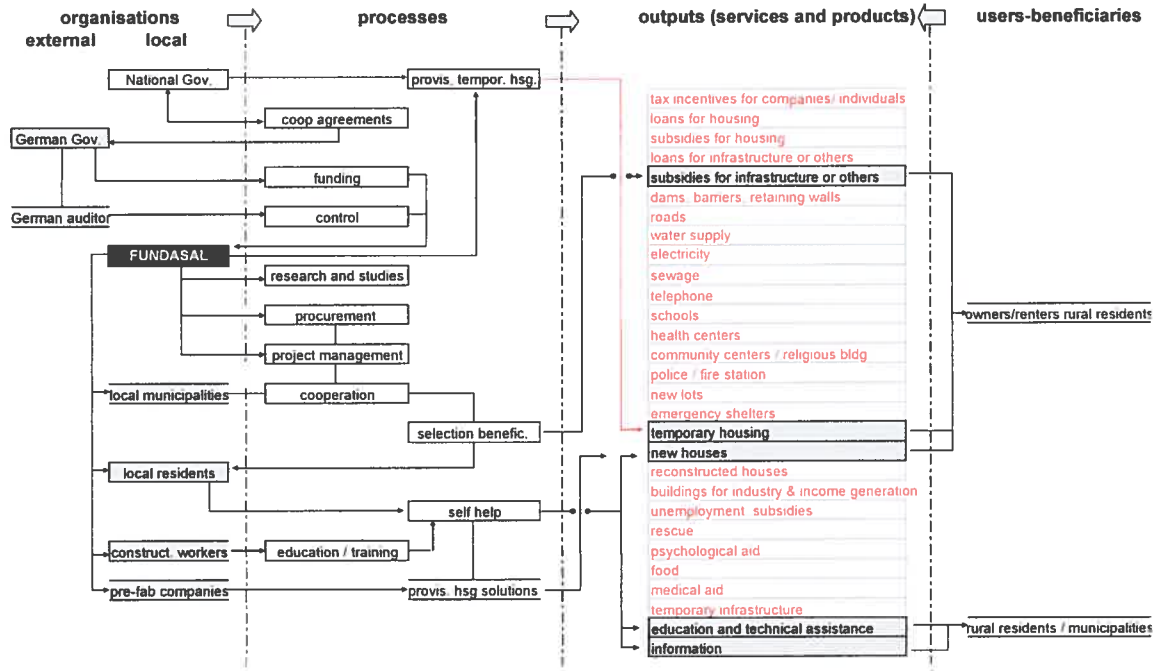 organisations
processes
outputs (services and products)
users-beneficiaries
external
local
National Gov.
provis. tempor. hsg.
coop agreements
German Gov.
funding
German auditor
control
FUNDASAL
research and studies
procurement
project management
local municipalities
cooperation
selection benefic.
local residents
self help
construct. workers
education / training
pre-fab companies
provis. hsg solutions
tax incentives for companies/ individuals
loans for housing
subsidies for housing
loans for infrastructure or others
subsidies for infrastructure or others
dams, barriers, retaining walls
roads
water supply
electricity
sewage
telephone
schools
health centers
community centers / religious bldg
police / fire station
new lots
emergency shelters
temporary housing
new houses
reconstructed houses
buildings for industry & income generation
unemployment subsidies
rescue
psychological aid
food
medical aid
temporary infrastructure
education and technical assistance
information
owners/renters rural residents
rural residents / municipalities